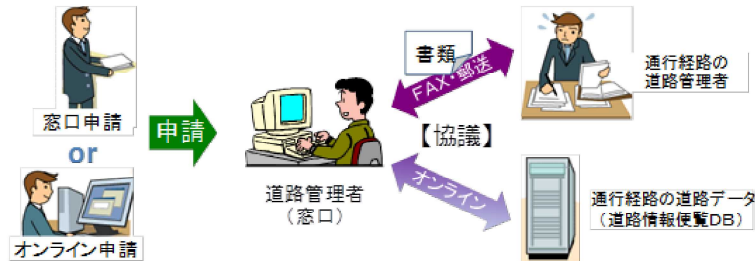 窓口申請
or
オンライン申請
申請
道路管理者
（窓口）
書類
FAX・郵送
【協議】
オンライン
通行経路の
道路管理者
通行経路の道路データ
（道路情報便覧DB）